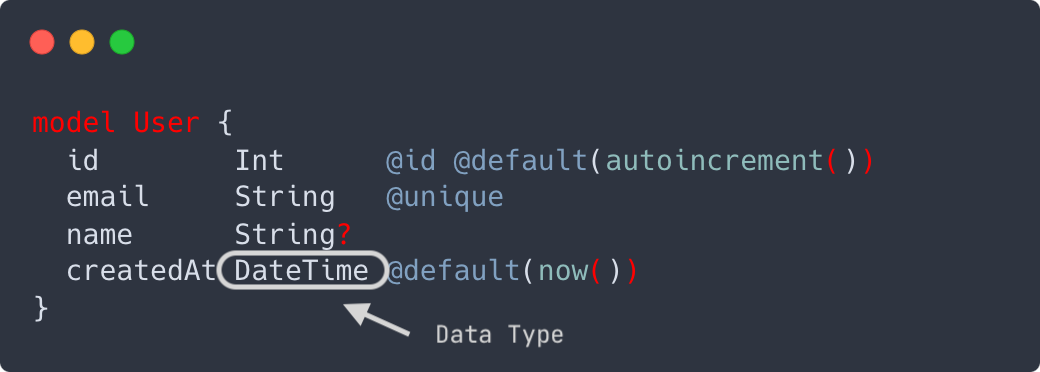 model User {
  id        Int      @id @default(autoincrement())
  email     String   @unique
  name      String?
  createdAt DateTime @default(now())
}
Data Type